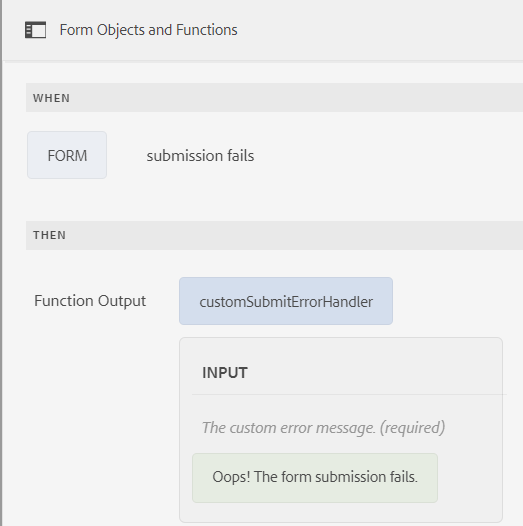 Form Objects and Functions
WHEN
FORM submission fails
THEN
Function Output customSubmitErrorHandler
INPUT
The custom error message. (required)
Oops! The form submission fails.